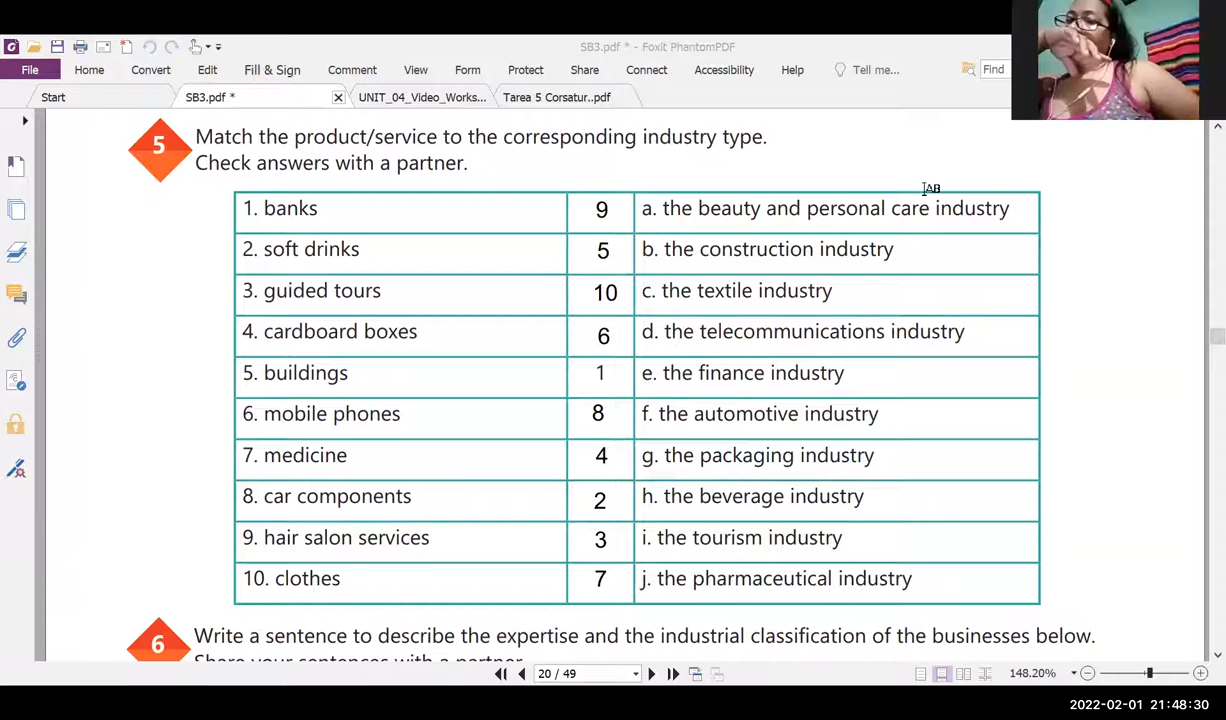 SB3.pdf * - Foxit PhantomPDF
File Home Convert Edit Fill & Sign Comment View Form Protect Share Connect Accessibility Help Tell me... Find
Start SB3.pdf * UNIT_04_Video_Works... Tarea 5 Corsatur..pdf
5 Match the product/service to the corresponding industry type.
Check answers with a partner.
1. banks 9 a. the beauty and personal care industry
2. soft drinks 5 b. the construction industry
3. guided tours 10 c. the textile industry
4. cardboard boxes 6 d. the telecommunications industry
5. buildings 1 e. the finance industry
6. mobile phones 8 f. the automotive industry
7. medicine 4 g. the packaging industry
8. car components 2 h. the beverage industry
9. hair salon services 3 i. the tourism industry
10. clothes 7 j. the pharmaceutical industry
6 Write a sentence to describe the expertise and the industrial classification of the businesses below.
Share your sentences with a partner
20 / 49 148.20%
2022-02-01 21:48:30